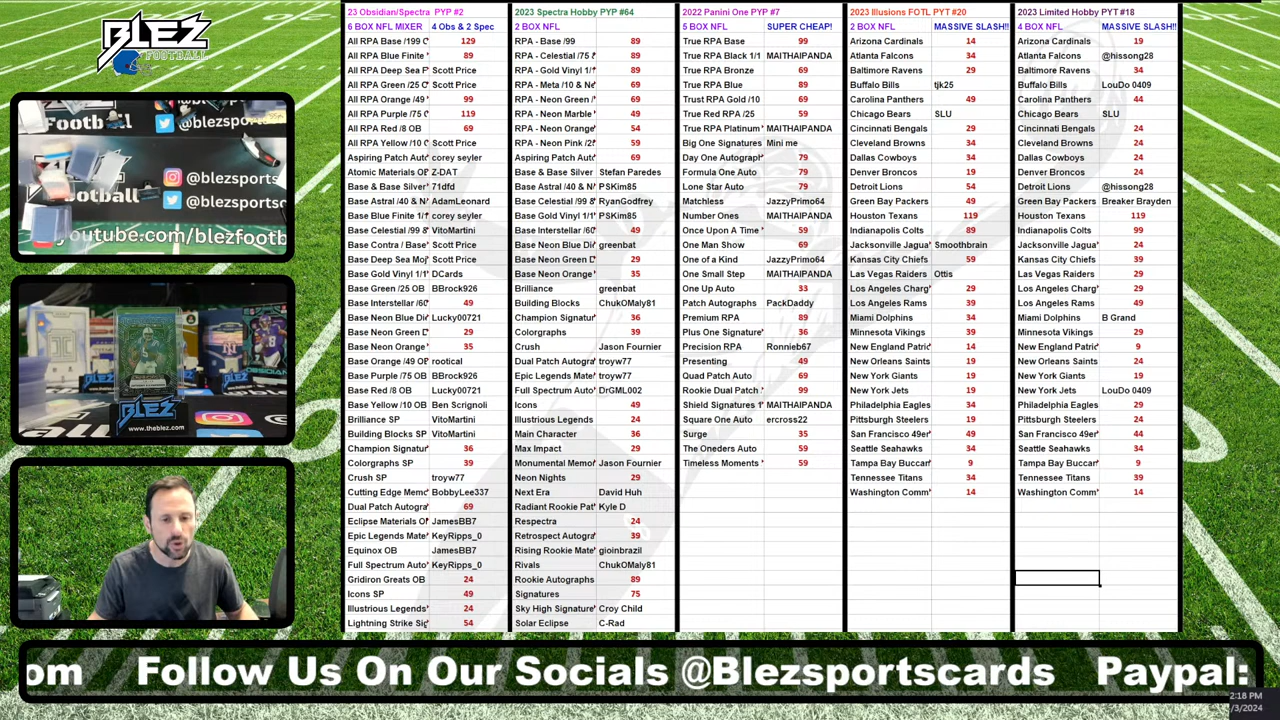 BLEZ
FOOTBALL
Football
@blezsports
@blezsports
@blezsports
ootball
youtube.com/blezfootb
BLEZ
www.theblez.com
23 Obsidian/Spectra PYP #2
6 BOX NFL MIXER 4 Obs & 2 Spec
All RPA Base /199 129
All RPA Blue Finite 89
All RPA Deep Sea Scott Price
All RPA Green /25 Scott Price
All RPA Orange /49 99
All RPA Purple /75 119
All RPA Red /8 OB 69
All RPA Yellow /10 Scott Price
Aspiring Patch Aut corey seyler
Atomic Materials OB Z-DAT
Base & Base Silver 71dfd
Base Astral /40 & N/ AdamLeonard
Base Blue Finite 1/ corey seyler
Base Celestial /99 & VitoMartini
Base Contra / Base Scott Price
Base Deep Sea Moj Scott Price
Base Gold Vinyl 1/1 DCards
Base Green /25 OB BBrock926
Base Interstellar /60 49
Base Neon Blue Di Lucky00721
Base Neon Green D 29
Base Neon Orange 35
Base Orange /49 OB rootical
Base Purple /75 OB BBrock926
Base Red /8 OB Lucky00721
Base Yellow /10 OB Ben Scrignoli
Brilliance SP VitoMartini
Building Blocks SP VitoMartini
Champion Signatur 36
Colorgraphs SP 39
Crush SP troyw77
Cutting Edge Memo BobbyLee337
Dual Patch Autogra 69
Eclipse Materials O JamesBB7
Epic Legends Mate KeyRipps_0
Equinox OB JamesBB7
Full Spectrum Auto KeyRipps_0
Gridiron Greats OB 24
Icons SP 49
Illustrious Legends 24
Lightning Strike Sig 54
2023 Spectra Hobby PYP #64
2 BOX NFL
RPA - Base /99 89
RPA - Celestial /75 89
RPA - Gold Vinyl 1/ 89
RPA - Meta /10 & Ne 69
RPA - Neon Green / 69
RPA - Neon Marble 49
RPA - Neon Orange 54
RPA - Neon Pink /2 59
Aspiring Patch Aut 69
Base & Base Silver Stefan Paredes
Base Astral /40 & N/ PSKim85
Base Celestial /99 & RyanGodfrey
Base Gold Vinyl 1/1 PSKim85
Base Interstellar /60 49
Base Neon Blue Di greenbat
Base Neon Green D 29
Base Neon Orange 35
Brilliance greenbat
Building Blocks ChukOMaly81
Champion Signatur 36
Colorgraphs 39
Crush Jason Fournier
Dual Patch Autogra troyw77
Epic Legends Mate troyw77
Full Spectrum Auto DrGML002
Icons 49
Illustrious Legends 24
Main Character 36
Max Impact 29
Monumental Memo Jason Fournier
Neon Nights 29
Next Era David Huh
Radiant Rookie Pat Kyle D
Respectra 24
Retrospect Autogra 39
Rising Rookie Mate gioinbrazil
Rivals ChukOMaly81
Rookie Autographs 89
Signatures 75
Sky High Signature Croy Child
Solar Eclipse C-Rad
2022 Panini One PYP #7
5 BOX NFL SUPER CHEAP!
True RPA Base 99
True RPA Black 1/1 MAITHAIPANDA
True RPA Bronze 69
True RPA Blue 89
Trust RPA Gold /10 69
True Red RPA /25 59
True RPA Platinum MAITHAIPANDA
Big One Signatures Mini me
Day One Autograph 79
Formula One Auto 79
Lone Star Auto 79
Matchless JazzyPrimo64
Number Ones MAITHAIPANDA
Once Upon A Time 59
One Man Show 69
One of a Kind JazzyPrimo64
One Small Step MAITHAIPANDA
One Up Auto 33
Patch Autographs PackDaddy
Premium RPA 89
Plus One Signature 36
Precision RPA Ronnieb67
Presenting 49
Quad Patch Auto 69
Rookie Dual Patch 99
Shield Signatures 1 MAITHAIPANDA
Square One Auto ercross22
Surge 35
The Oneders Auto 59
Timeless Moments 59
2023 Illusions FOTL PYT #20
2 BOX NFL MASSIVE SLASH!!
Arizona Cardinals 14
Atlanta Falcons 34
Baltimore Ravens 29
Buffalo Bills tjk25
Carolina Panthers 49
Chicago Bears SLU
Cincinnati Bengals 29
Cleveland Browns 34
Dallas Cowboys 34
Denver Broncos 19
Detroit Lions 54
Green Bay Packers 49
Houston Texans 119
Indianapolis Colts 89
Jacksonville Jagua Smoothbrain
Kansas City Chiefs 59
Las Vegas Raiders Ottis
Los Angeles Charg 29
Los Angeles Rams 39
Miami Dolphins 34
Minnesota Vikings 39
New England Patric 14
New Orleans Saints 19
New York Giants 19
New York Jets 19
Philadelphia Eagles 34
Pittsburgh Steelers 19
San Francisco 49er 49
Seattle Seahawks 34
Tampa Bay Buccan 9
Tennessee Titans 34
Washington Comm 14
2023 Limited Hobby PYT #18
4 BOX NFL MASSIVE SLASH!!
Arizona Cardinals 19
Atlanta Falcons @hissong28
Baltimore Ravens 34
Buffalo Bills LouDo 0409
Carolina Panthers 44
Chicago Bears SLU
Cincinnati Bengals 24
Cleveland Browns 24
Dallas Cowboys 24
Denver Broncos 24
Detroit Lions @hissong28
Green Bay Packers Breaker Brayden
Houston Texans 119
Indianapolis Colts 99
Jacksonville Jagua 24
Kansas City Chiefs 39
Las Vegas Raiders 29
Los Angeles Charg 29
Los Angeles Rams 49
Miami Dolphins B Grand
Minnesota Vikings 29
New England Patric 9
New Orleans Saints 24
New York Giants 19
New York Jets LouDo 0409
Philadelphia Eagles 29
Pittsburgh Steelers 24
San Francisco 49er 44
Seattle Seahawks 24
Tampa Bay Buccan 9
Tennessee Titans 39
Washington Comm 14
om Follow Us On Our Socials @Blezsportscards Paypal:
2:18 PM
/3/2024